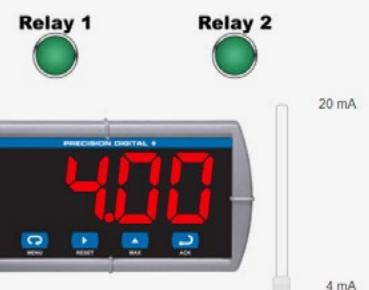 Relay 1
Relay 2
20 mA
PRECISION DIGITAL
4.00
MENU
RESET
MAX
ACK
4 mA